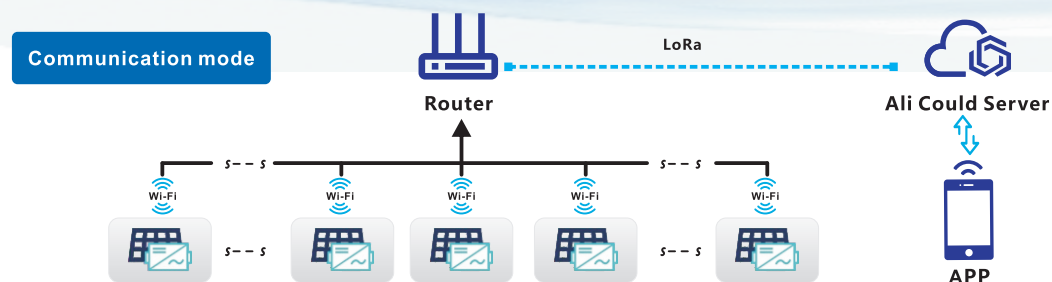 Communication mode
LoRa
Router
Ali Could Server
s-- s
s-- s
Wi-Fi
Wi-Fi
Wi-Fi
Wi-Fi
Wi-Fi
s-- s
s-- s
APP